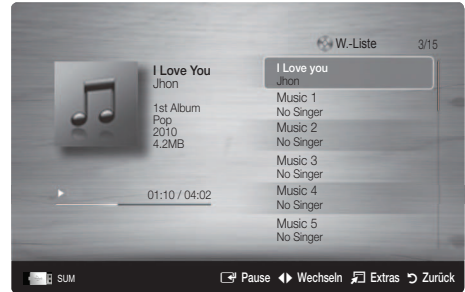 W.-Liste 3/15
I Love You
Jhon
1st Album
Pop
2010
4.2MB
01:10 / 04:02
I Love you
Jhon
Music 1
No Singer
Music 2
No Singer
Music 3
No Singer
Music 4
No Singer
Music 5
No Singer
SUM Pause Wechseln Extras Zurück